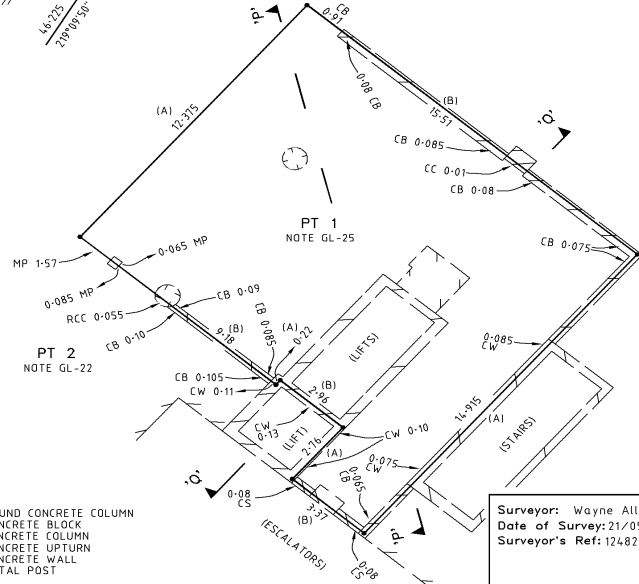 46·225
219°09'50"
'P'
CB
0·91
0·08 CB
(B)
15·51
'Q'
(A)
12·375
CB 0·085
CC 0·01
CB 0·08
PT 1
NOTE GL-25
CB 0·075
MP 1·57
0·065 MP
0·085 MP
RCC 0·055
CB 0·09
CB 0·10
(B)
9·18
CB 0·085
(A)
0·22
PT 2
NOTE GL-22
(LIFTS)
0·085
CW
CB 0·105
CW 0·11
(B)
2·96
CW
0·13
(LIFT)
CW 0·10
2·76
(A)
14·915
(A)
(STAIRS)
'Q'
0·075
CW
0·065
CB
0·08
CS
3·37
(B)
'P'
(ESCALATORS)
0·08
CS
UND CONCRETE COLUMN
NCRETE BLOCK
NCRETE COLUMN
NCRETE UPTURN
NCRETE WALL
TAL POST
Surveyor: Wayne All
Date of Survey: 21/05
Surveyor's Ref: 12482